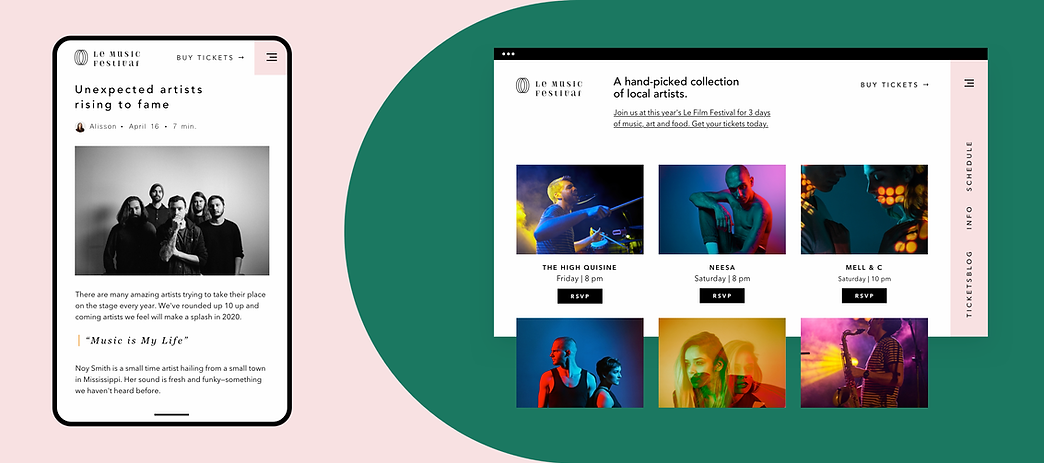 Le Music
Festival
BUY TICKETS →
Unexpected artists
rising to fame
Alisson • April 16 • 7 min.
There are many amazing artists trying to take their place
on the stage every year. We've rounded up 10 up and
coming artists we feel will make a splash in 2020.
“Music is My Life”
Noy Smith is a small time artist hailing from a small town
in Mississippi. Her sound is fresh and funky—something
we haven't heard before.
Le Music
Festival
A hand-picked collection
of local artists.
Join us at this year's Le Film Festival for 3 days
of music, art and food. Get your tickets today.
BUY TICKETS →
SCHEDULE
INFO
BLOG
TICKETS
THE HIGH QUISINE
Friday | 8 pm
RSVP
NEESA
Saturday | 8 pm
RSVP
MELL & C
Saturday | 10 pm
RSVP